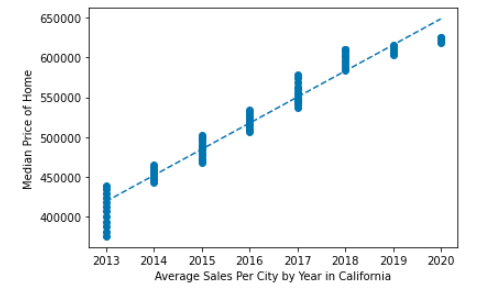 650000
600000
550000
500000
450000
400000
Median Price of Home
2013 2014 2015 2016 2017 2018 2019 2020
Average Sales Per City by Year in California